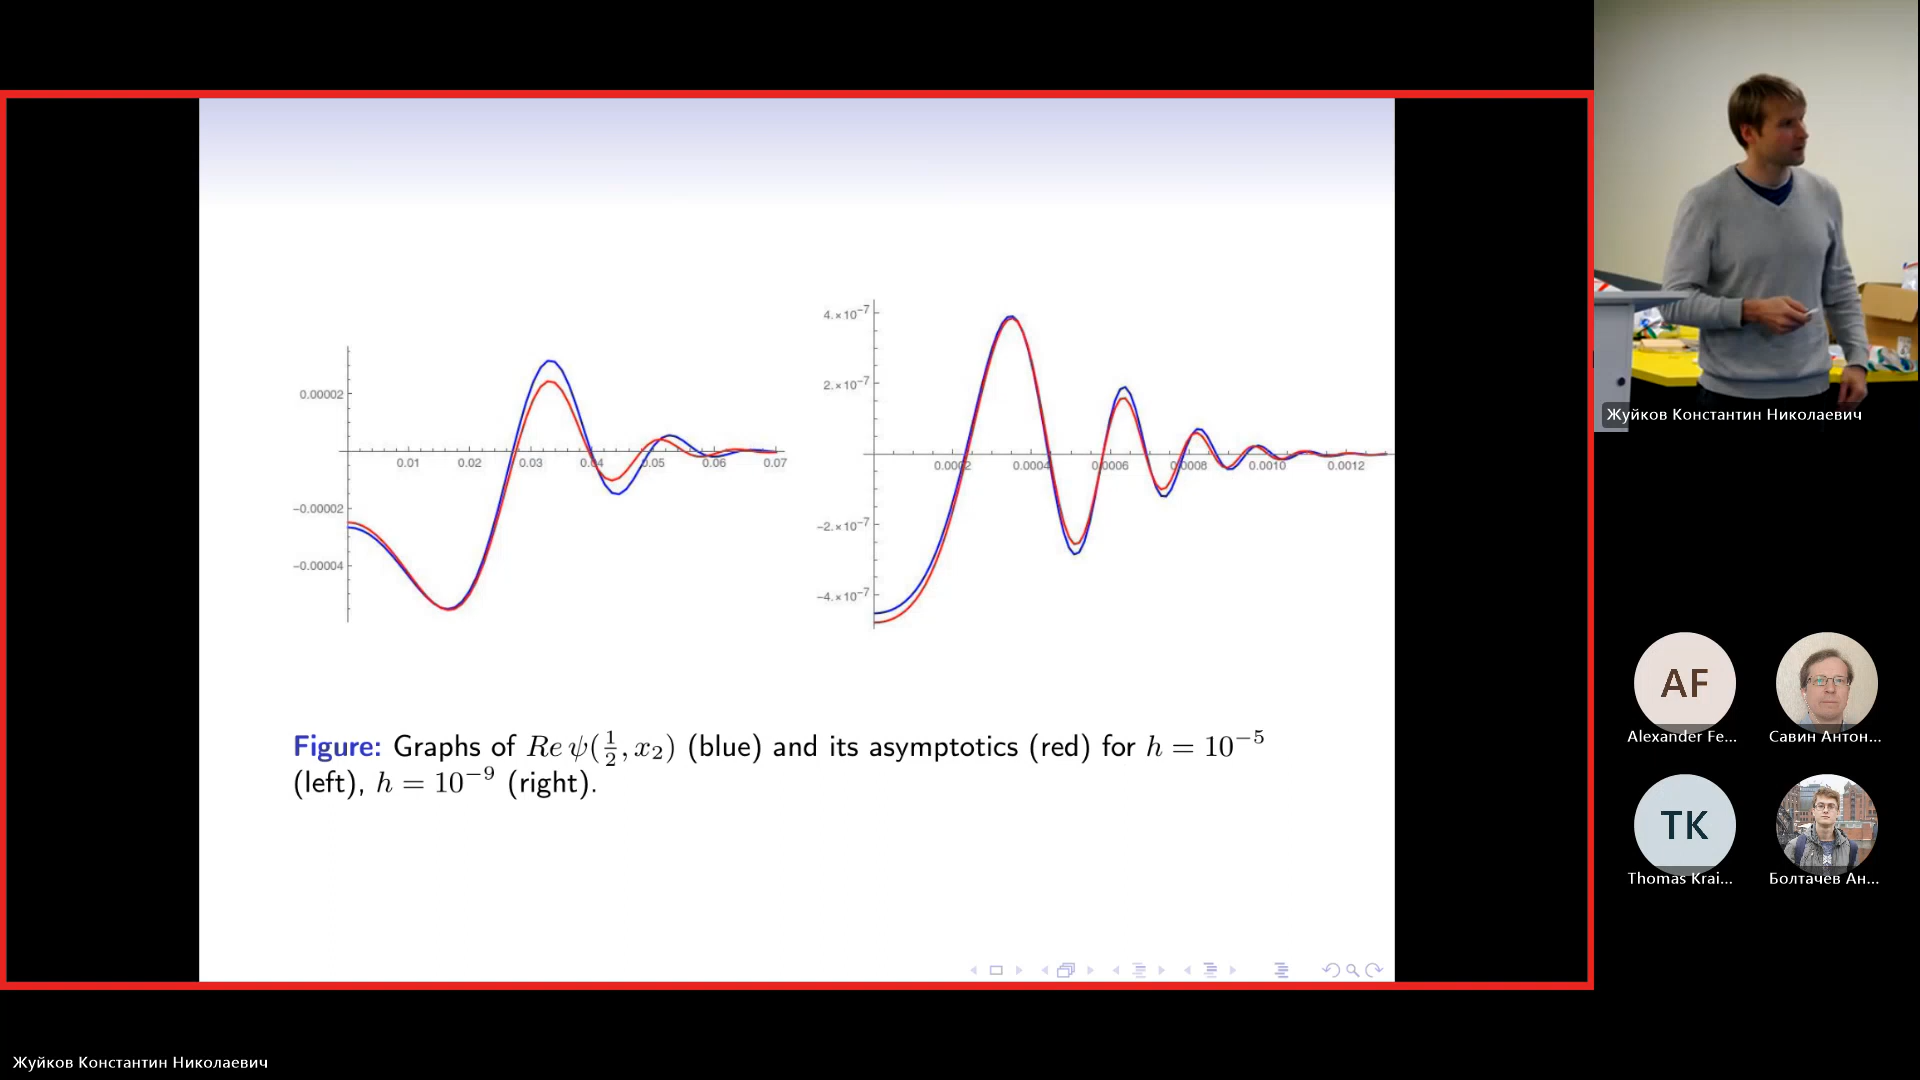 4.×10⁻⁷
2.×10⁻⁷
−2.×10⁻⁷
−4.×10⁻⁷
0.0002 0.0004 0.0006 0.0008 0.0010 0.0012
0.00002
−0.00002
−0.00004
0.01 0.02 0.03 0.04 0.05 0.06 0.07
Figure: Graphs of Re ψ(½, x₂) (blue) and its asymptotics (red) for h = 10⁻⁵
(left), h = 10⁻⁹ (right).
Жуйков Константин Николаевич
AF
Alexander Fe...
Савин Антон...
TK
Thomas Krai...
Болтачев Ан...
Жуйков Константин Николаевич